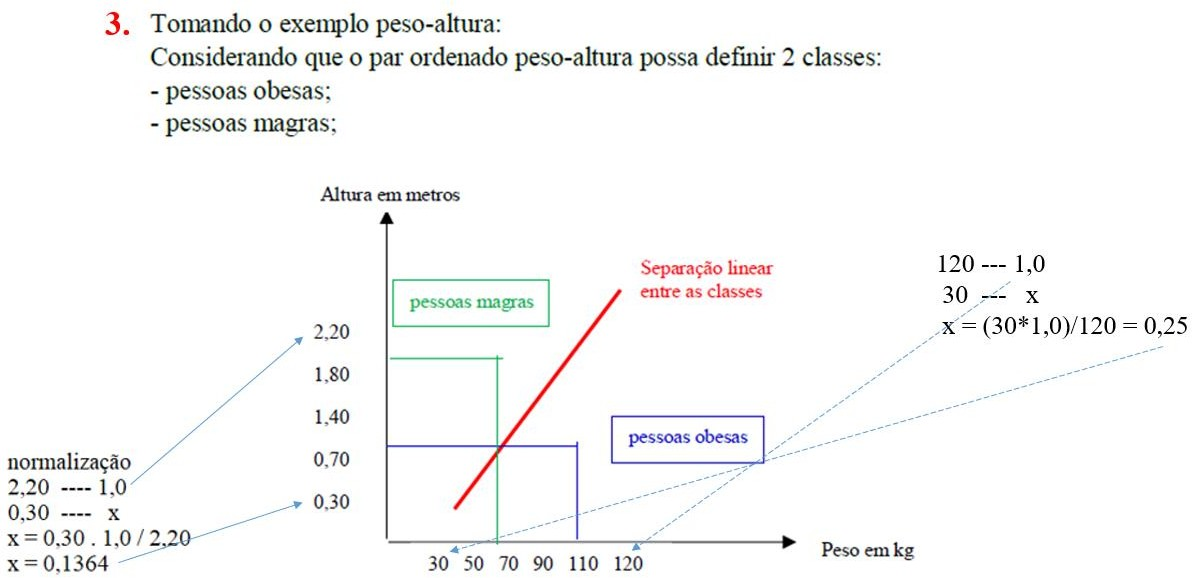 3. Tomando o exemplo peso-altura:
Considerando que o par ordenado peso-altura possa definir 2 classes:
- pessoas obesas;
- pessoas magras;
Altura em metros
Separação linear
entre as classes
pessoas magras
120 --- 1,0
30 --- x
x = (30*1,0)/120 = 0,25
2,20
1,80
1,40
0,70
0,30
pessoas obesas
normalização
2,20 ---- 1,0
0,30 ---- x
x = 0,30 . 1,0 / 2,20
x = 0,1364
Peso em kg
30 50 70 90 110 120